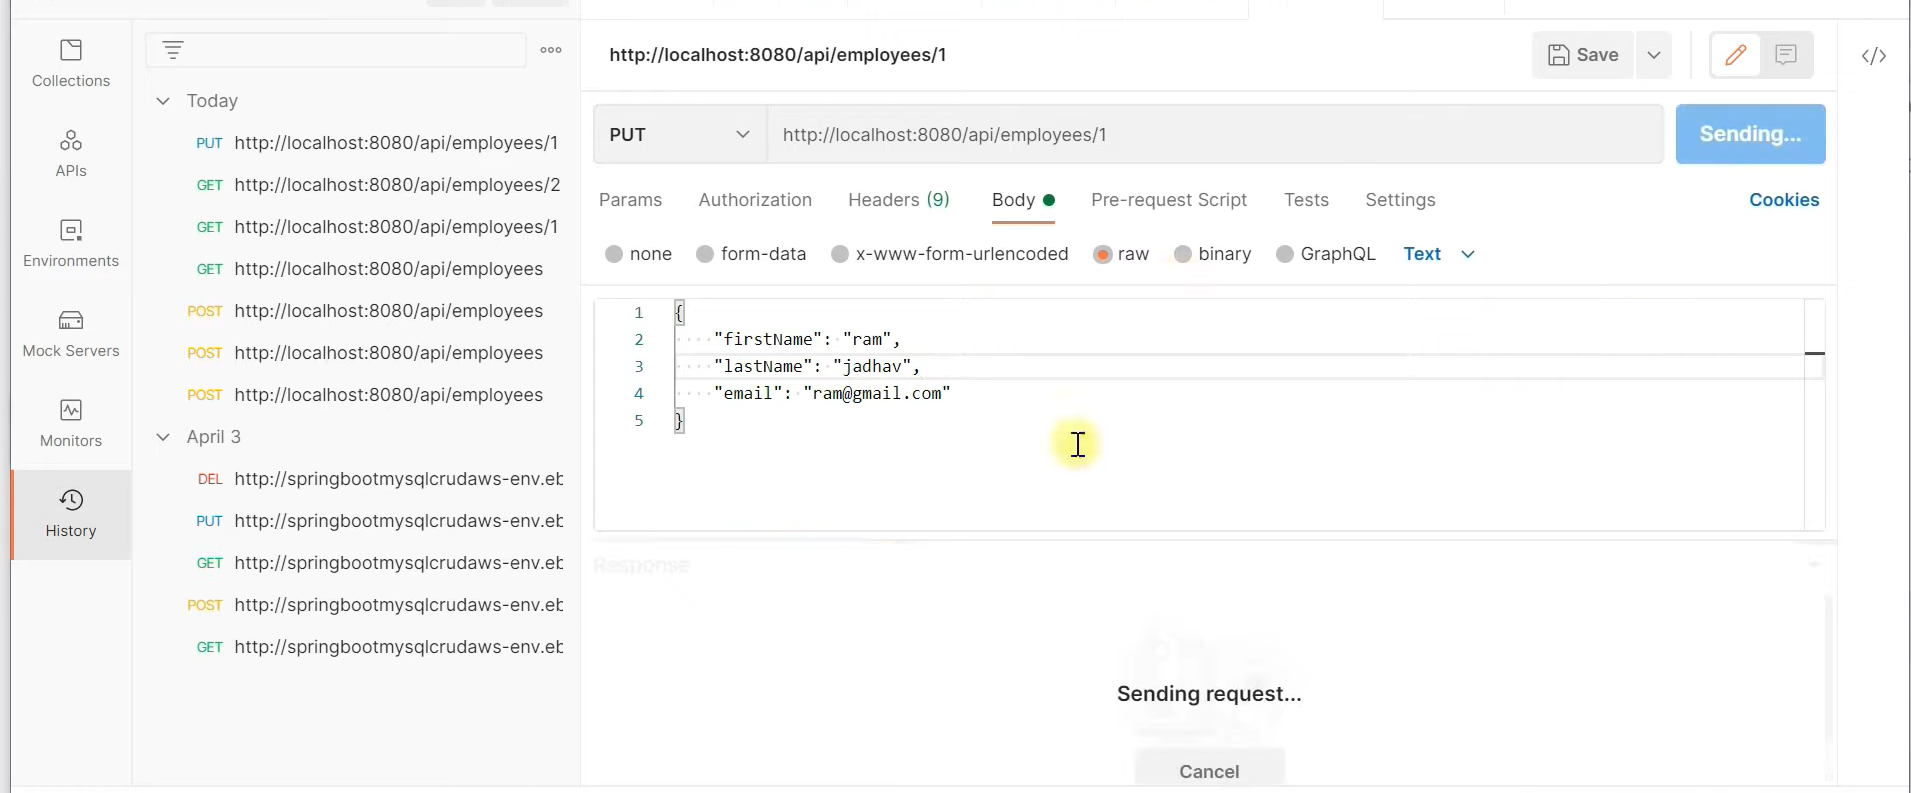 http://localhost:8080/api/employees/1
Save
Collections
Today
PUT http://localhost:8080/api/employees/1
GET http://localhost:8080/api/employees/2
GET http://localhost:8080/api/employees/1
GET http://localhost:8080/api/employees
POST http://localhost:8080/api/employees
POST http://localhost:8080/api/employees
POST http://localhost:8080/api/employees
April 3
DEL http://springbootmysqlcrudaws-env.eb
PUT http://springbootmysqlcrudaws-env.eb
GET http://springbootmysqlcrudaws-env.eb
POST http://springbootmysqlcrudaws-env.eb
GET http://springbootmysqlcrudaws-env.eb
APIs
Environments
Mock Servers
Monitors
History
PUT http://localhost:8080/api/employees/1 Sending...
Params Authorization Headers (9) Body Pre-request Script Tests Settings Cookies
none form-data x-www-form-urlencoded raw binary GraphQL Text
1 {
2 "firstName": "ram",
3 "lastName": "jadhav",
4 "email": "ram@gmail.com"
5 }
Response
Sending request...
Cancel